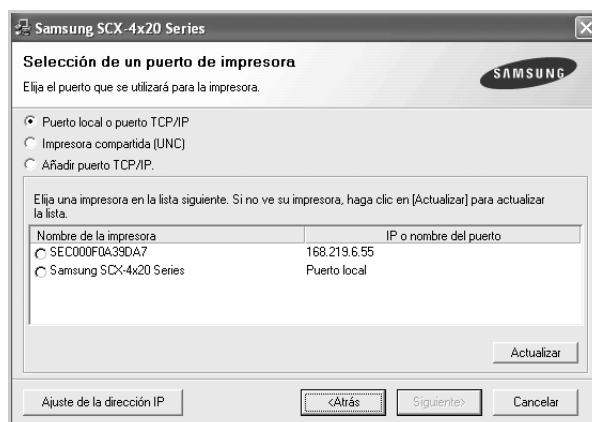 Samsung SCX-4x20 Series
Selección de un puerto de impresora
Elija el puerto que se utilizará para la impresora.
SAMSUNG
Puerto local o puerto TCP/IP
Impresora compartida (UNC)
Añadir puerto TCP/IP.
Elija una impresora en la lista siguiente. Si no ve su impresora, haga clic en [Actualizar] para actualizar
la lista.
Nombre de la impresora IP o nombre del puerto
SEC000F0A39DA7 168.219.6.55
Samsung SCX-4x20 Series Puerto local
Actualizar
Ajuste de la dirección IP <Atrás Siguiente> Cancelar